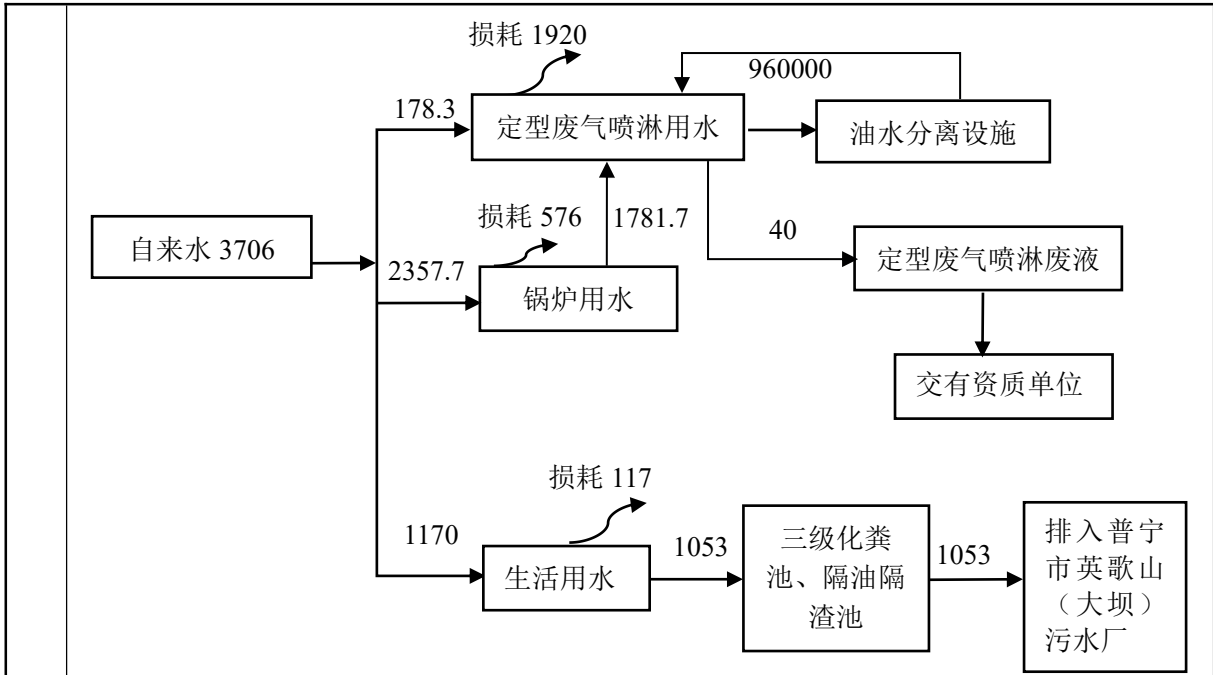 损耗 1920
960000
178.3
定型废气喷淋用水
油水分离设施
损耗 576
1781.7
40
自来水 3706
定型废气喷淋废液
2357.7
锅炉用水
交有资质单位
损耗 117
1170
生活用水
1053
三级化粪
池、隔油隔
渣池
1053
排入普宁
市英歌山
（大坝）
污水厂